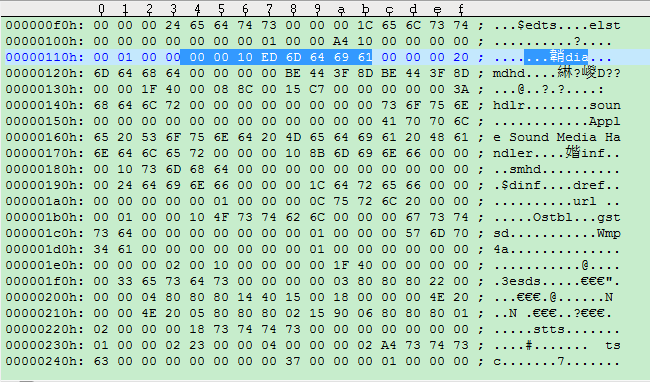 0 1 2 3 4 5 6 7 8 9 a b c d e f
000000f0h: 00 00 00 24 65 64 74 73 00 00 00 1C 65 6C 73 74 ; ...$edts....elst
00000100h: 00 00 00 00 00 00 00 01 00 00 A4 10 00 00 00 00 ; ..........?....
00000110h: 00 01 00 00 00 00 10 ED 6D 64 69 61 00 00 00 20 ;
00000120h: 6D 64 68 64 00 00 00 00 BE 44 3F 8D BE 44 3F 8D ; mdhd....綝?嵕D??
00000130h: 00 00 1F 40 00 08 8C 00 15 C7 00 00 00 00 00 3A ; ...@..?.?....:
00000140h: 68 64 6C 72 00 00 00 00 00 00 00 00 73 6F 75 6E ; hdlr........soun
00000150h: 00 00 00 00 00 00 00 00 00 00 00 00 41 70 70 6C ; ............Appl
00000160h: 65 20 53 6F 75 6E 64 20 4D 65 64 69 61 20 48 61 ; e Sound Media Ha
00000170h: 6E 64 6C 65 72 00 00 00 10 8B 6D 69 6E 66 00 00 ; ndler....媘inf..
00000180h: 00 10 73 6D 68 64 00 00 00 00 00 00 00 00 00 00 ; ..smhd..........
00000190h: 00 24 64 69 6E 66 00 00 00 1C 64 72 65 66 00 00 ; .$dinf....dref..
000001a0h: 00 00 00 00 00 01 00 00 00 0C 75 72 6C 20 00 00 ; ..........url ..
000001b0h: 00 01 00 00 10 4F 73 74 62 6C 00 00 00 67 73 74 ; .....Ostbl...gst
000001c0h: 73 64 00 00 00 00 00 00 00 01 00 00 00 57 6D 70 ; sd...........Wmp
000001d0h: 34 61 00 00 00 00 00 00 00 01 00 00 00 00 00 00 ; 4a..............
000001e0h: 00 00 00 02 00 10 00 00 00 00 1F 40 00 00 00 00 ; ...........@....
000001f0h: 00 33 65 73 64 73 00 00 00 00 03 80 80 80 22 00 ; .3esds.....€€€".
00000200h: 00 00 04 80 80 80 14 40 15 00 18 00 00 00 4E 20 ; ...€€€.@......N
00000210h: 00 00 4E 20 05 80 80 80 02 15 90 06 80 80 80 01 ; ..N .€€€..?€€€.
00000220h: 02 00 00 00 18 73 74 74 73 00 00 00 00 00 00 00 ; .....stts.......
00000230h: 01 00 00 02 23 00 00 04 00 00 00 02 A4 73 74 73 ;
00000240h: 63 00 00 00 00 00 00 00 37 00 00 00 01 00 00 00 ; c.......7.......